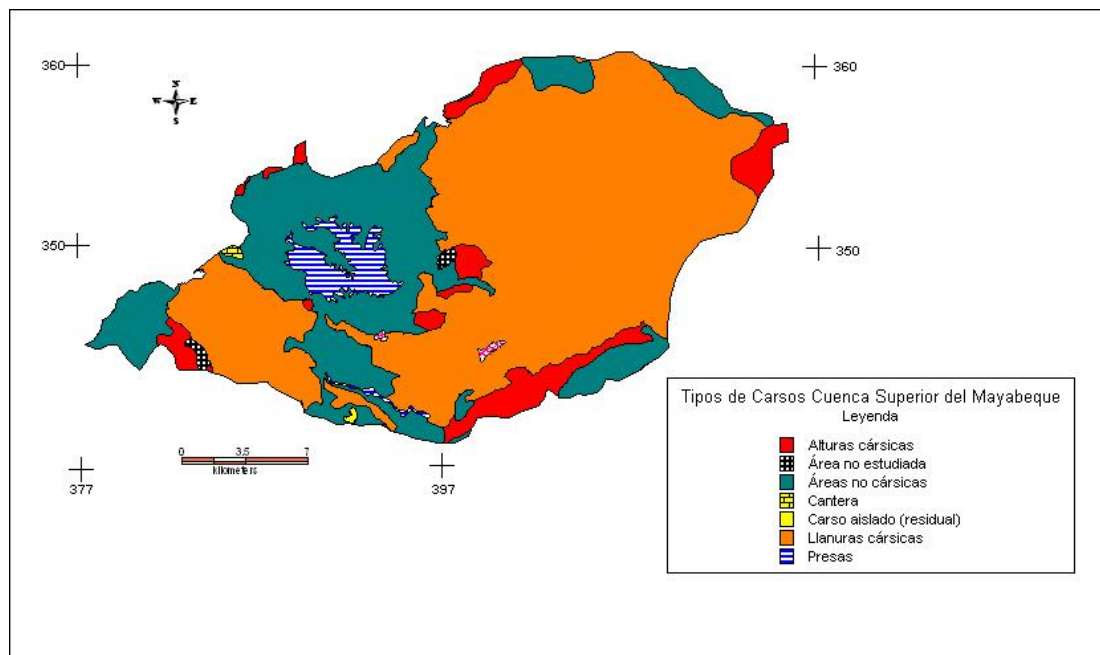 360
360
N
W E
S
350
350
0 3.5 7
kilometers
377
397
Tipos de Carsos Cuenca Superior del Mayabeque
Leyenda
Alturas cársicas
Área no estudiada
Áreas no cársicas
Cantera
Carso aislado (residual)
Llanuras cársicas
Presas